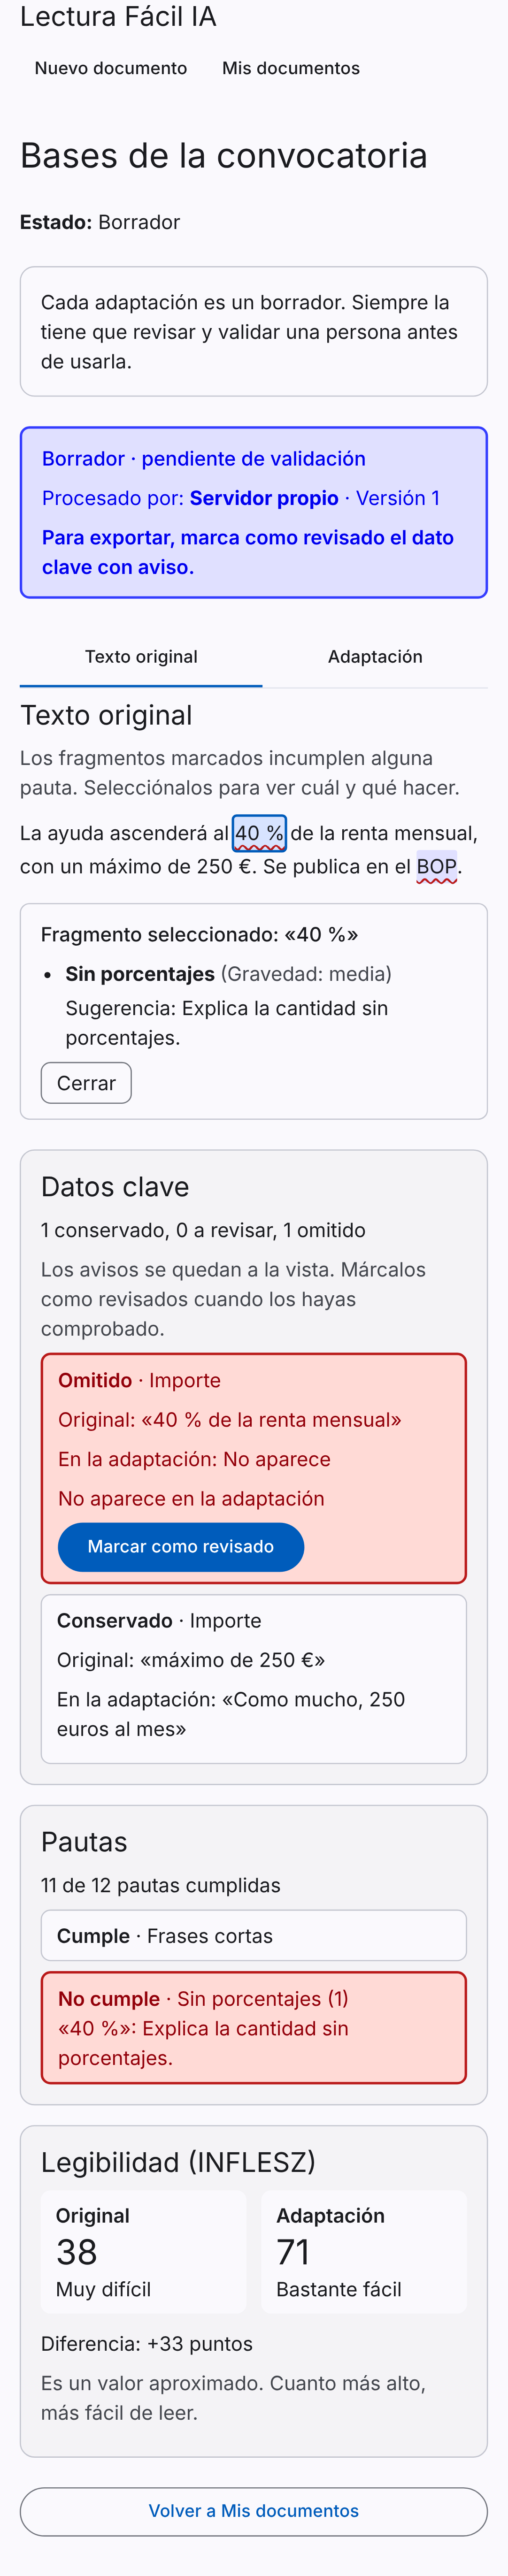 Lectura Fácil IA
Nuevo documento Mis documentos
Bases de la convocatoria
Estado: Borrador
Cada adaptación es un borrador. Siempre la
tiene que revisar y validar una persona antes
de usarla.
Borrador · pendiente de validación
Procesado por: Servidor propio · Versión 1
Para exportar, marca como revisado el dato
clave con aviso.
Texto original Adaptación
Texto original
Los fragmentos marcados incumplen alguna
pauta. Selecciónalos para ver cuál y qué hacer.
La ayuda ascenderá al 40 % de la renta mensual,
con un máximo de 250 €. Se publica en el BOP.
Fragmento seleccionado: «40 %»
• Sin porcentajes (Gravedad: media)
Sugerencia: Explica la cantidad sin
porcentajes.
Cerrar
Datos clave
1 conservado, 0 a revisar, 1 omitido
Los avisos se quedan a la vista. Márcalos
como revisados cuando los hayas
comprobado.
Omitido · Importe
Original: «40 % de la renta mensual»
En la adaptación: No aparece
No aparece en la adaptación
Marcar como revisado
Conservado · Importe
Original: «máximo de 250 €»
En la adaptación: «Como mucho, 250
euros al mes»
Pautas
11 de 12 pautas cumplidas
Cumple · Frases cortas
No cumple · Sin porcentajes (1)
«40 %»: Explica la cantidad sin
porcentajes.
Legibilidad (INFLESZ)
Original Adaptación
38 71
Muy difícil Bastante fácil
Diferencia: +33 puntos
Es un valor aproximado. Cuanto más alto,
más fácil de leer.
Volver a Mis documentos